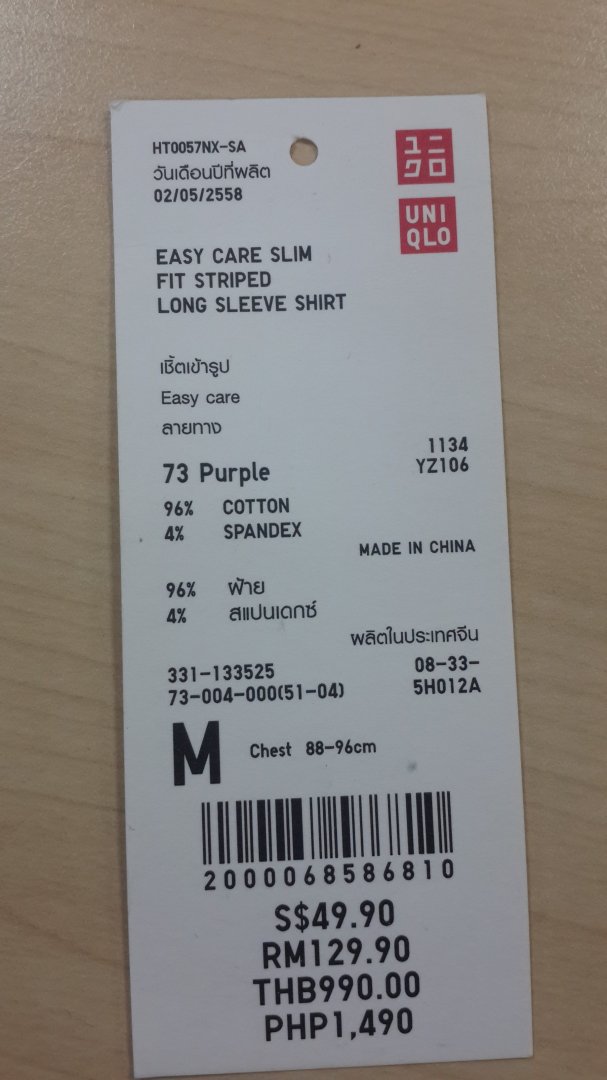 HT0057NX-SA
วันเดือนปีที่ผลิต
02/05/2558
ユニ
クロ
UNI
QLO
EASY CARE SLIM
FIT STRIPED
LONG SLEEVE SHIRT
เชิ้ตเข้ารูป
Easy care
ลายทาง
1134
73 Purple
YZ106
96% COTTON
4% SPANDEX
MADE IN CHINA
96% ฝ้าย
4% สแปนเดกซ์
ผลิตในประเทศจีน
331-133525
08-33-
73-004-000(51-04)
5H012A
M Chest 88-96cm
2000068586810
S$49.90
RM129.90
THB990.00
PHP1,490